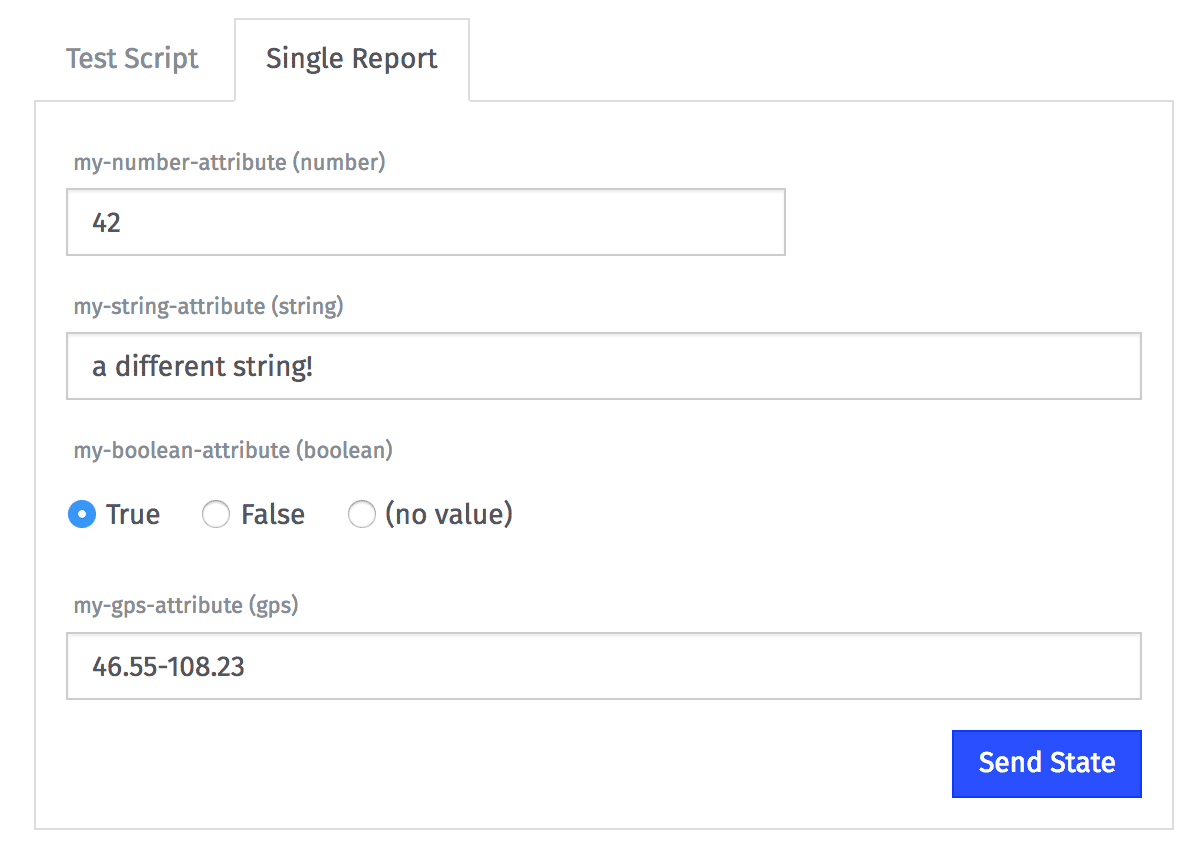 Test Script
Single Report
my-number-attribute (number)
42
my-string-attribute (string)
a different string!
my-boolean-attribute (boolean)
True False (no value)
my-gps-attribute (gps)
46.55-108.23
Send State